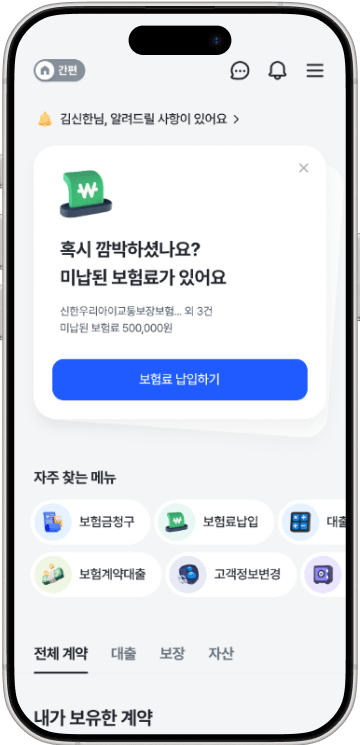 간편
김신한님, 알려드릴 사항이 있어요
혹시 깜박하셨나요?
미납된 보험료가 있어요
신한우리아이교통보장보험... 외 3건
미납된 보험료 500,000원
보험료 납입하기
자주 찾는 메뉴
보험금청구 보험료납입 대출
보험계약대출 고객정보변경
전체 계약 대출 보장 자산
내가 보유한 계약